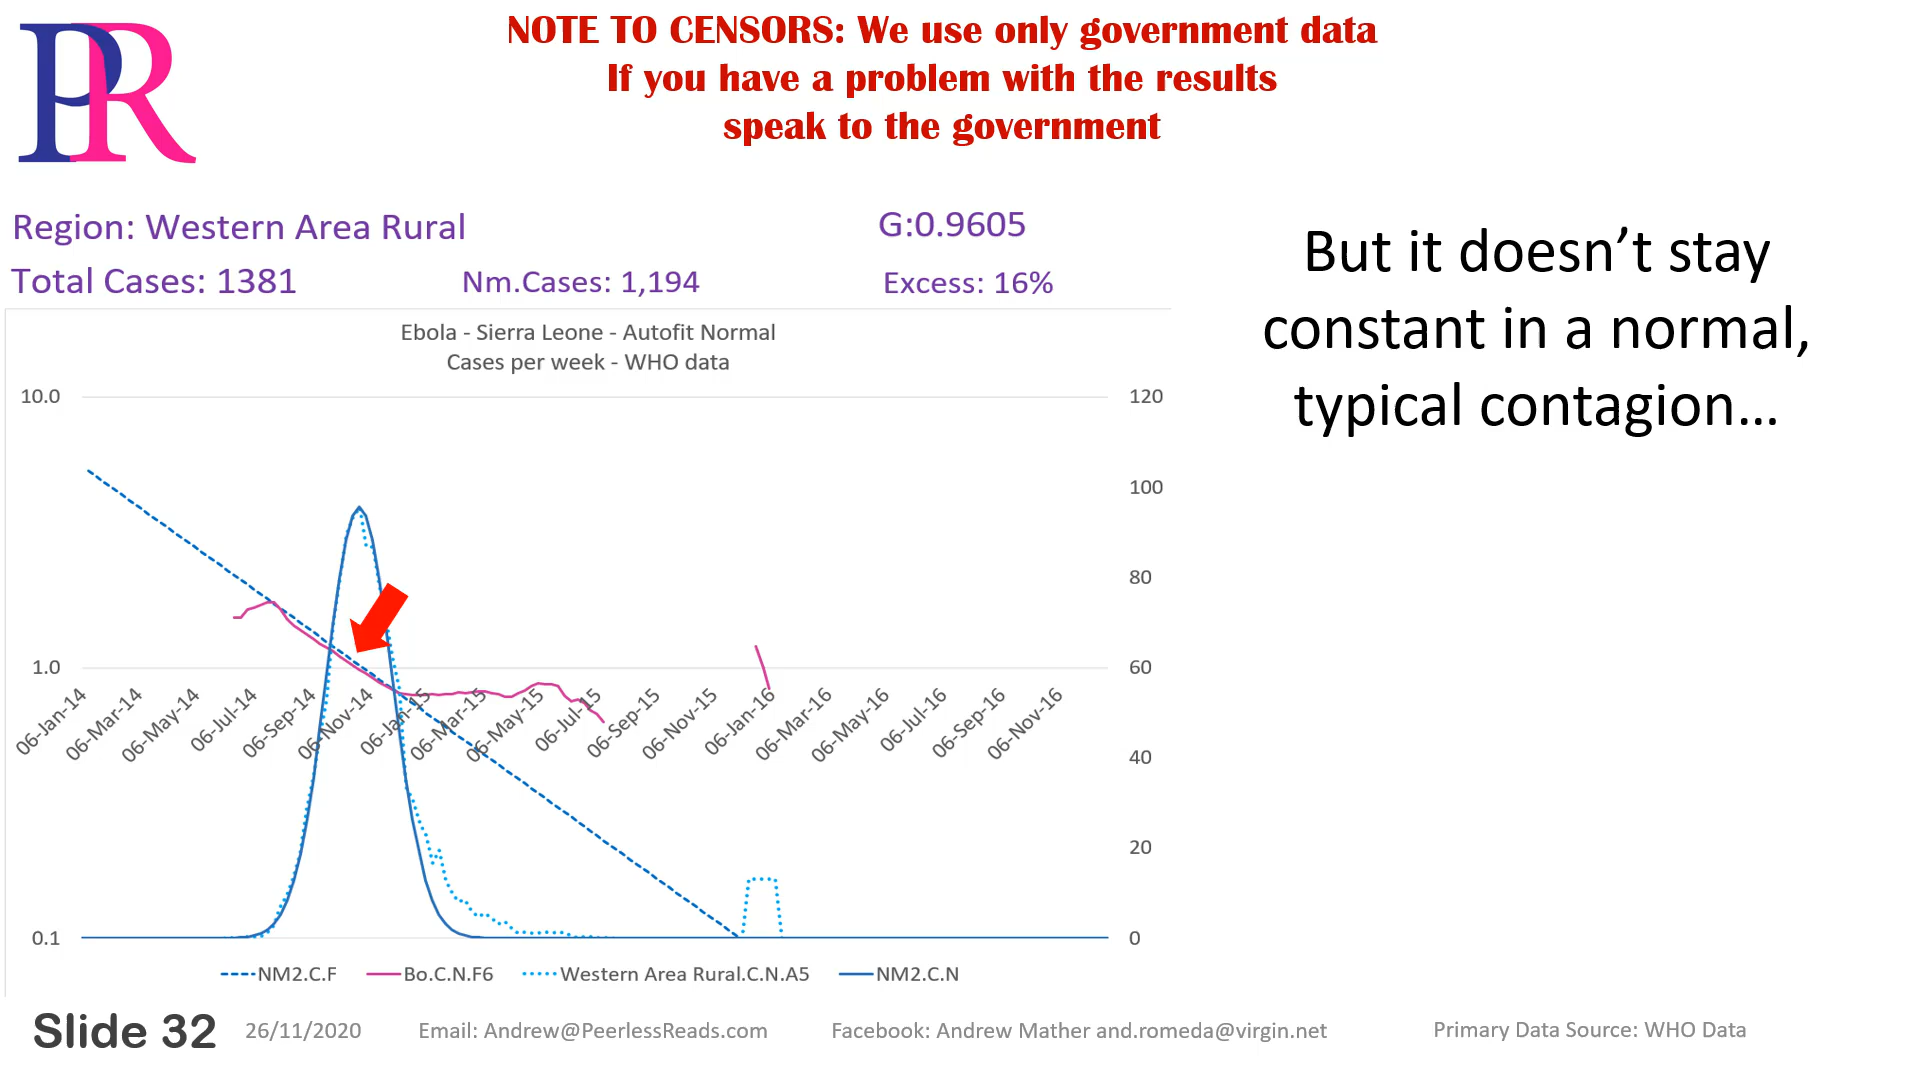 PR
NOTE TO CENSORS: We use only government data
If you have a problem with the results
speak to the government
Region: Western Area Rural
G:0.9605
Total Cases: 1381
Nm.Cases: 1,194
Excess: 16%
But it doesn’t stay
constant in a normal,
typical contagion...
Ebola - Sierra Leone - Autofit Normal
Cases per week - WHO data
10.0
1.0
0.1
120
100
80
60
40
20
0
06-Jan-14
06-Mar-14
06-May-14
06-Jul-14
06-Sep-14
06-Nov-14
06-Jan-15
06-Mar-15
06-May-15
06-Jul-15
06-Sep-15
06-Nov-15
06-Jan-16
06-Mar-16
06-May-16
06-Jul-16
06-Sep-16
06-Nov-16
NM2.C.F
Bo.C.N.F6
Western Area Rural.C.N.A5
NM2.C.N
Slide 32
26/11/2020
Email: Andrew@PeerlessReads.com
Facebook: Andrew Mather and.romeda@virgin.net
Primary Data Source: WHO Data